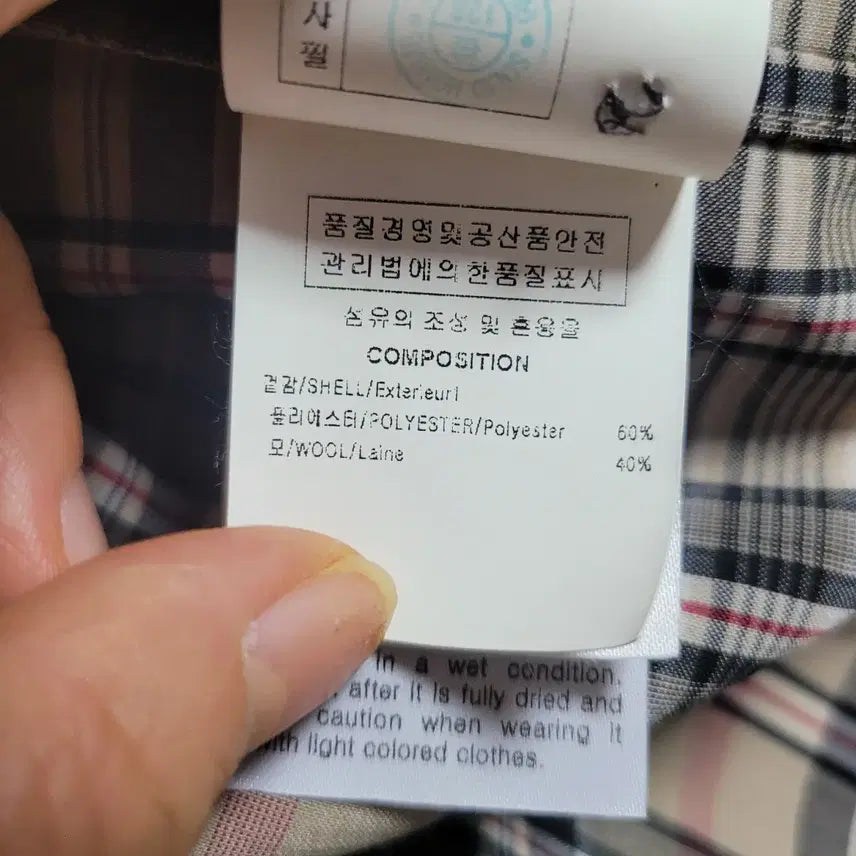 사
필
품질경영및공산품안전
관리법에의한품질표시
섬유의 조성 및 혼용율
COMPOSITION
겉감/SHELL/Exterieur1
폴리에스터/POLYESTER/Polyester 60%
모/WOOL/Laine 40%
in a wet condition.
after it is fully dried and
caution when wearing it
with light colored clothes.